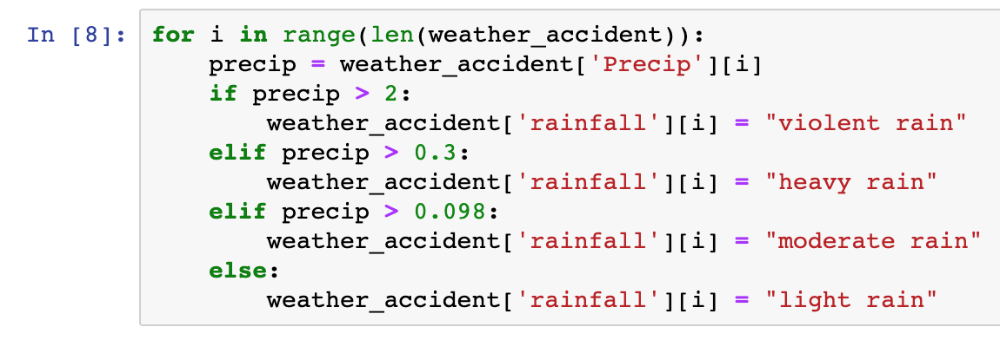 In [8]: for i in range(len(weather_accident)):
    precip = weather_accident['Precip'][i]
    if precip > 2:
        weather_accident['rainfall'][i] = "violent rain"
    elif precip > 0.3:
        weather_accident['rainfall'][i] = "heavy rain"
    elif precip > 0.098:
        weather_accident['rainfall'][i] = "moderate rain"
    else:
        weather_accident['rainfall'][i] = "light rain"